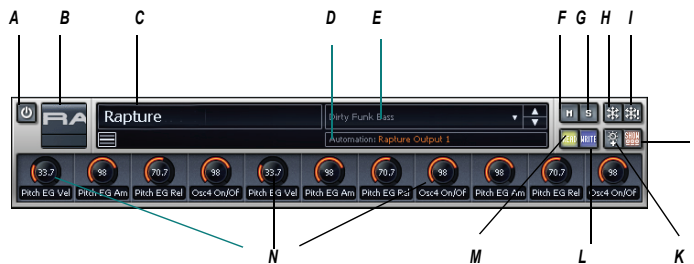 A B C D E F G H I
RA
Rapture
Dirty Funk Bass
M S
Automation: Rapture Output 1
READ WRITE SHOW
33.7 98 70.7 98 33.7 98 70.7 98 98 70.7 98
Pitch EG Vel Pitch EG Am Pitch EG Rel Osc4 On/Of Pitch EG Vel Pitch EG Am Pitch EG Rel Osc4 On/Of Pitch EG Am Pitch EG Rel Osc4 On/Of
N M L K